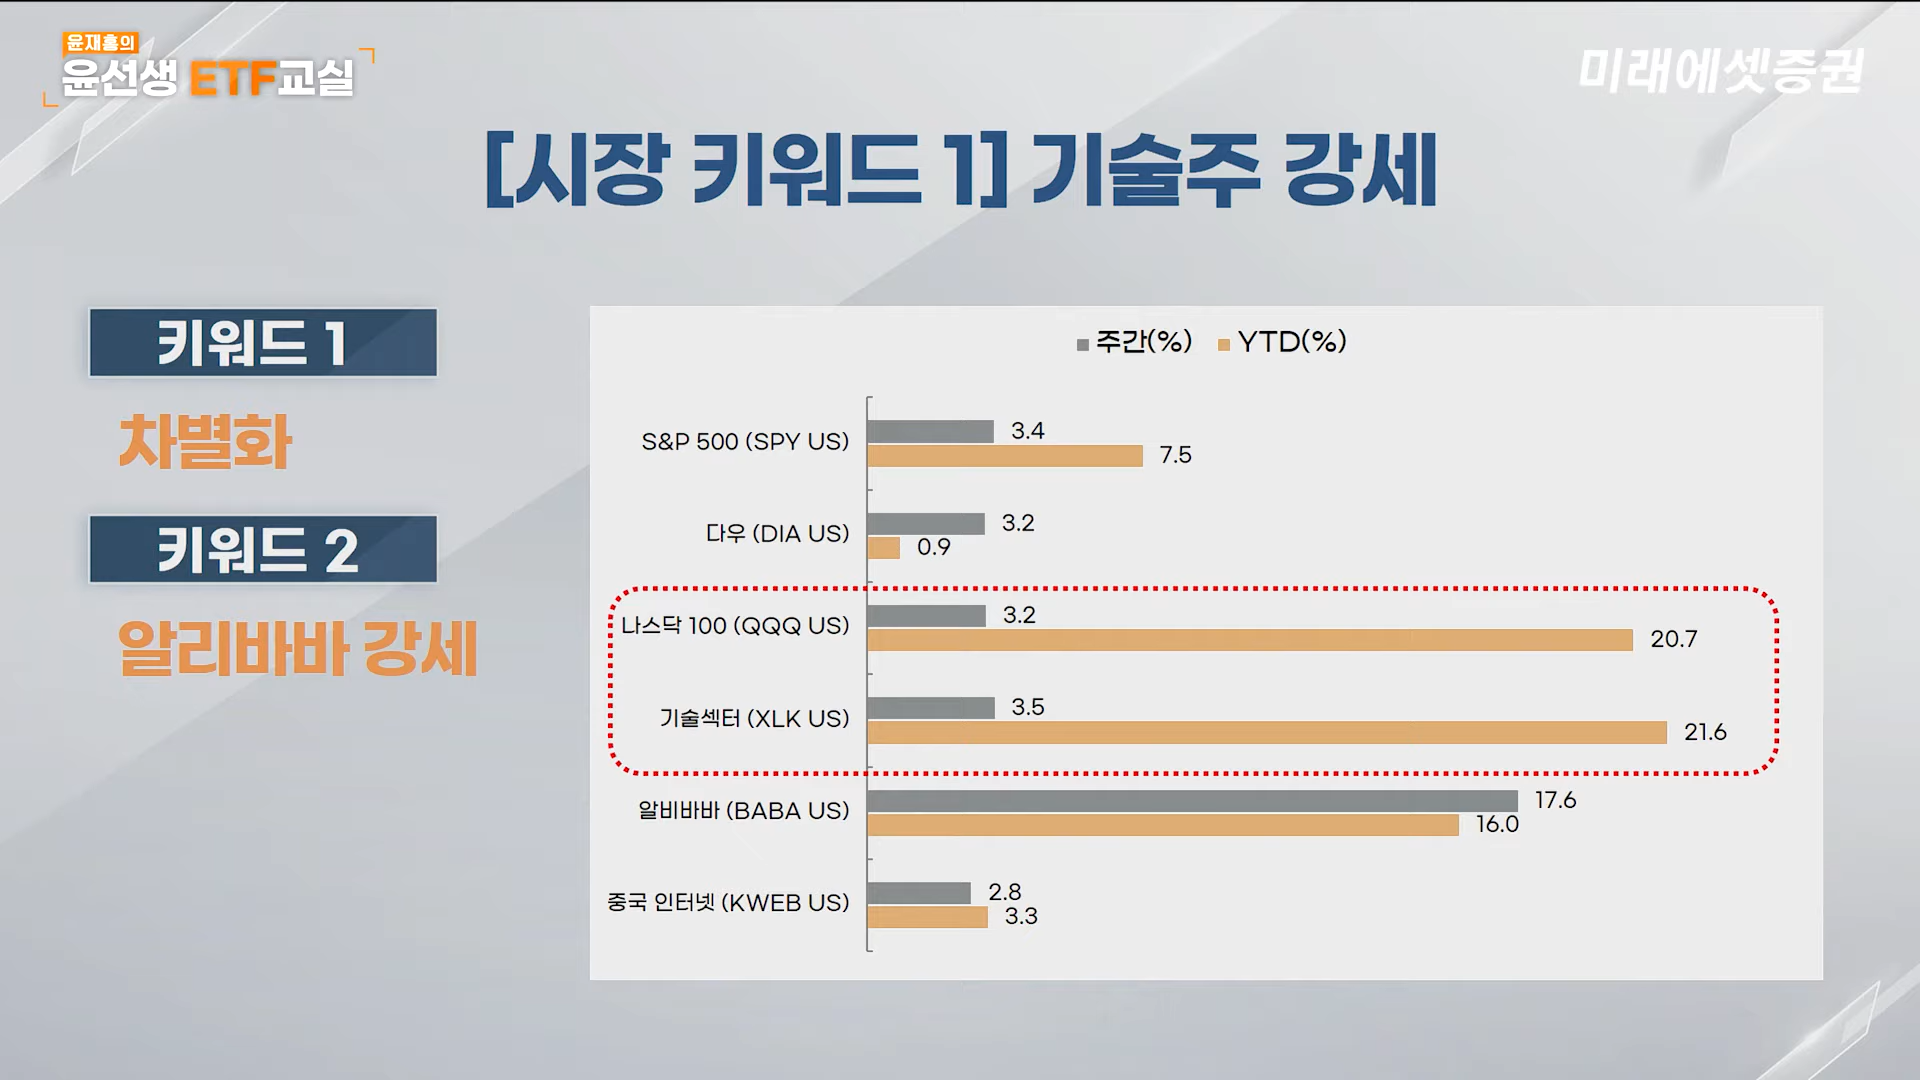 윤재홍의
윤선생 ETF교실
미래에셋증권
[시장 키워드 1] 기술주 강세
키워드 1
차별화
키워드 2
알리바바 강세
주간(%) YTD(%)
S&P 500 (SPY US) 3.4
7.5
다우 (DIA US) 3.2
0.9
나스닥 100 (QQQ US) 3.2
20.7
기술섹터 (XLK US) 3.5
21.6
알비바바 (BABA US) 17.6
16.0
중국 인터넷 (KWEB US) 2.8
3.3